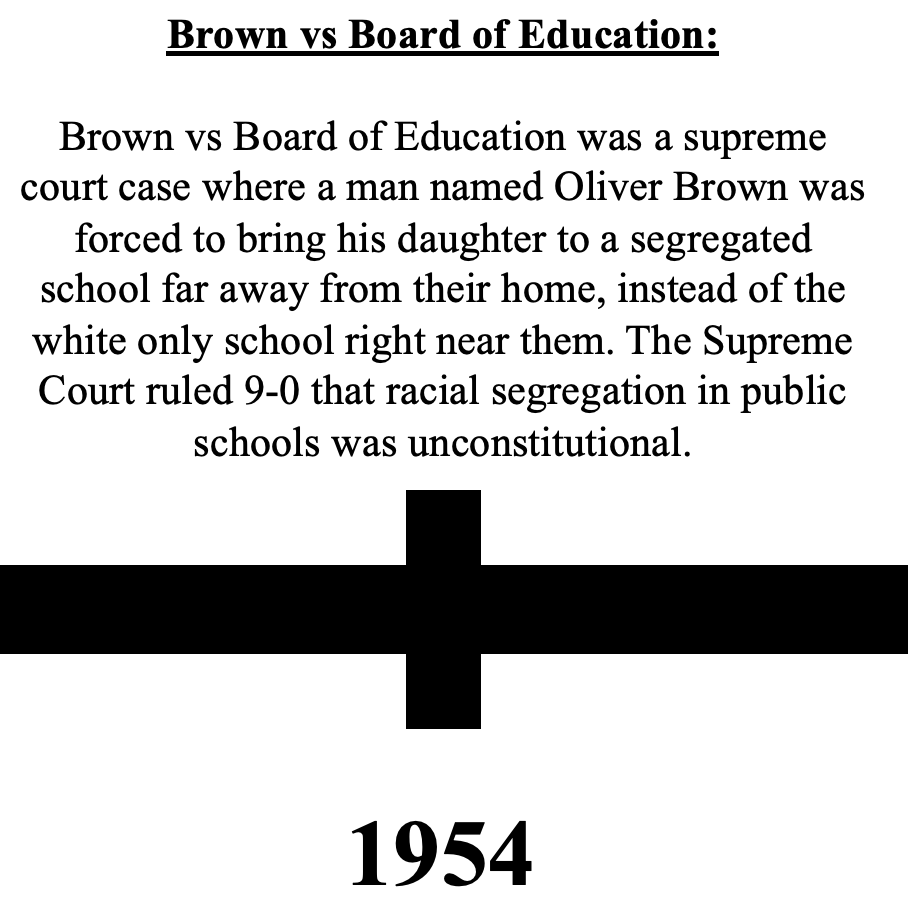 Brown vs Board of Education:
Brown vs Board of Education was a supreme
court case where a man named Oliver Brown was
forced to bring his daughter to a segregated
school far away from their home, instead of the
white only school right near them. The Supreme
Court ruled 9-0 that racial segregation in public
schools was unconstitutional.
1954